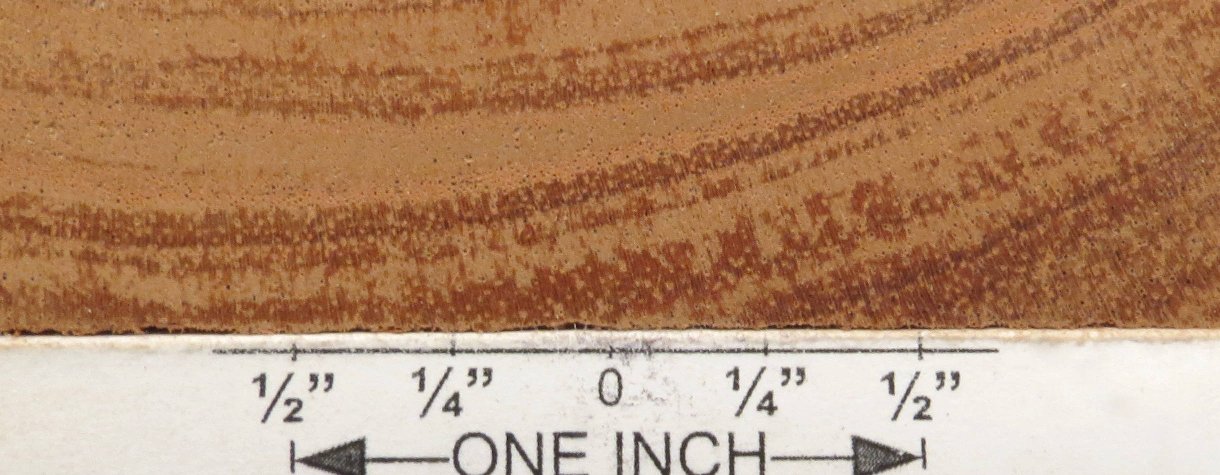 ½” ¼” 0 ¼” ½”
ONE INCH